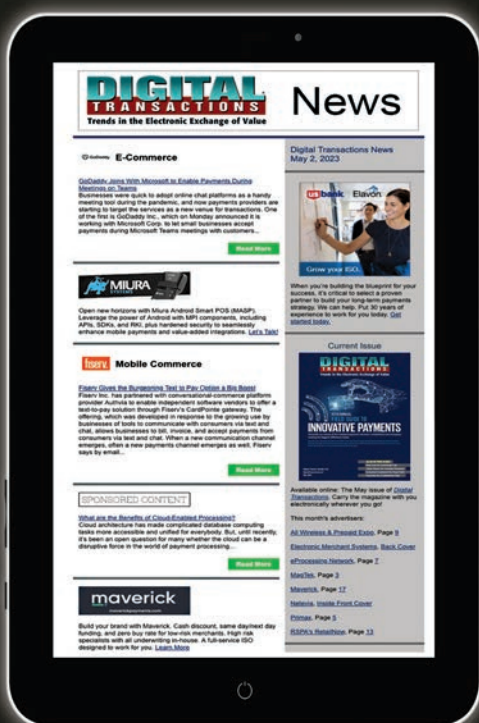 DIGITAL
TRANSACTIONS
Trends in the Electronic Exchange of Value
News
GoDaddy E-Commerce
GoDaddy Joins With Microsoft to Enable Payments During
Meetings on Teams
Businesses were quick to adopt online chat platforms as a handy
meeting tool during the pandemic, and now payments providers are
starting to target the services as a new venue for transactions. One
of the first is GoDaddy Inc., which on Monday announced it is
working with Microsoft Corp. to let small businesses accept
payments during Microsoft Teams meetings with customers...
Read More
MIURA
SYSTEMS
Open new horizons with Miura Android Smart POS (MASP).
Leverage the power of Android with MPI components, including
APIs, SDKs, and RKI, plus hardened security to seamlessly
enhance mobile payments and value-added integrations. Let's Talk!
fiserv. Mobile Commerce
Fiserv Gives the Burgeoning Text to Pay Option a Big Boost
Fiserv Inc. has partnered with conversational-commerce platform
provider Authvia to enable independent software vendors to offer a
text-to-pay solution through Fiserv's CardPointe gateway. The
offering, which was developed in response to the growing use by
businesses of tools to communicate with consumers via text and
chat, allows businesses to bill, invoice, and accept payments from
consumers via text and chat. When a new communication channel
emerges, often a new payments channel emerges as well. Fiserv
says by email...
Read More
SPONSORED CONTENT
What are the Benefits of Cloud-Enabled Processing?
Cloud architecture has made complicated database computing
tasks more accessible and unified for everybody. But, until recently,
it's been an open question for many whether the cloud can be a
disruptive force in the world of payment processing...
Read More
maverick
maverickpayments.com
Build your brand with Maverick. Cash discount, same day/next day
funding, and zero buy rate for low-risk merchants. High risk
specialists with all underwriting in-house. A full-service ISO
designed to work for you. Learn More
Digital Transactions News
May 2, 2023
us bank Elavon
Grow your ISO.
When you're building the blueprint for your
success, it's critical to select a proven
partner to build your long-term payments
strategy. We can help. Put 30 years of
experience to work for you today. Get
started today.
Current Issue
DIGITAL
TRANSACTIONS
Trends in the Electronic Exchange of Value
FIELD GUIDE TO
INNOVATIVE PAYMENTS
Available online: The May issue of Digital
Transactions. Carry the magazine with you
electronically wherever you go!
This month's advertisers:
All Wireless & Prepaid Expo, Page 9
Electronic Merchant Systems, Back Cover
eProcessing Network, Page 7
MagTek, Page 3
Maverick, Page 17
Natevia, Inside Front Cover
Primax, Page 5
RSPA's RetailNow, Page 13